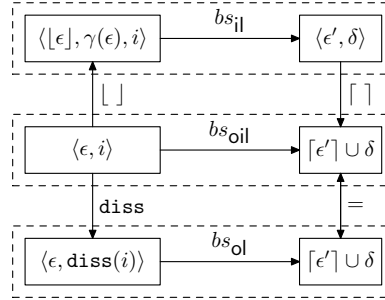 ⟨⌊ϵ⌋, γ(ϵ), i⟩ bs_il ⟨ϵ′, δ⟩
⌊ ⌋ ⌈ ⌉
⟨ϵ, i⟩ bs_oil ⌈ϵ′⌉ ∪ δ
diss =
⟨ϵ, diss(i)⟩ bs_ol ⌈ϵ′⌉ ∪ δ